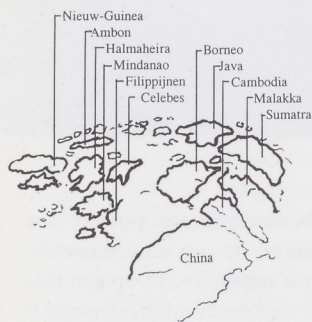 Nieuw-Guinea
Ambon
Halmaheira
Mindanao
Filippijnen
Celebes
Borneo
Java
Cambodia
Malakka
Sumatra
China